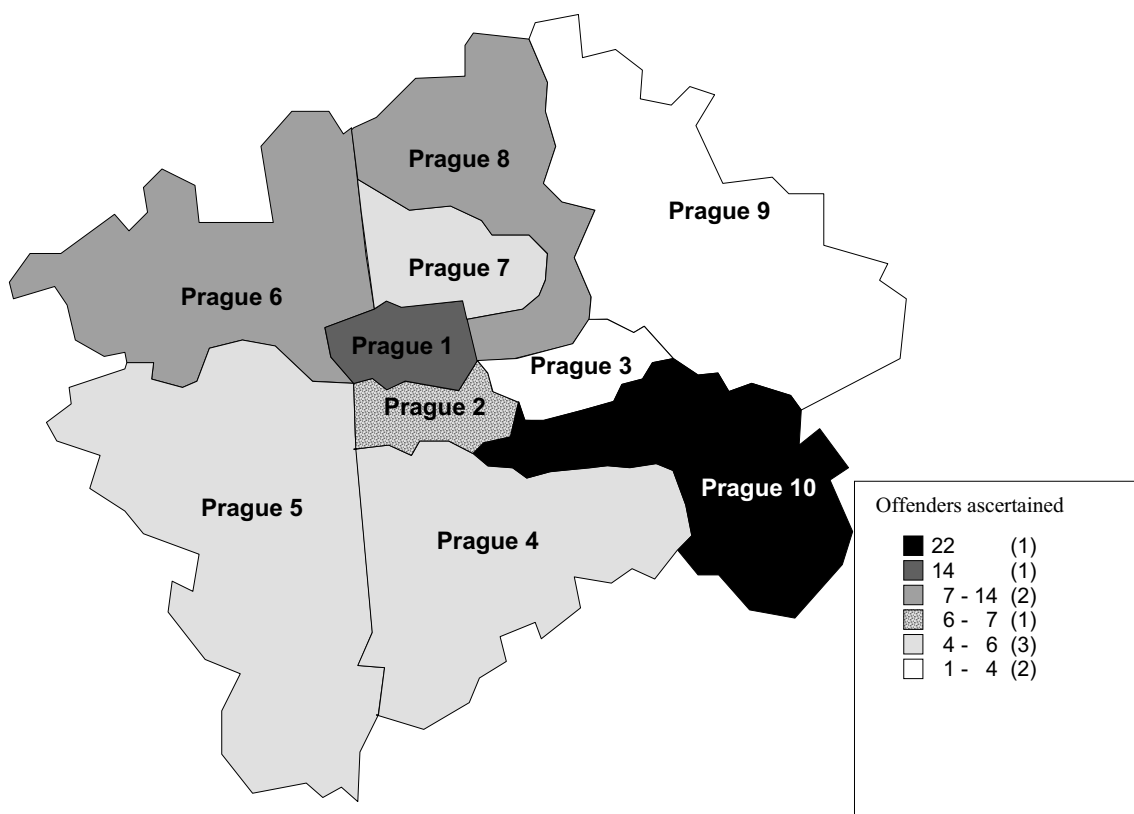 Prague 8
Prague 9
Prague 7
Prague 6
Prague 1
Prague 3
Prague 2
Prague 10
Prague 5
Prague 4
Offenders ascertained
22 (1)
14 (1)
7 - 14 (2)
6 - 7 (1)
4 - 6 (3)
1 - 4 (2)